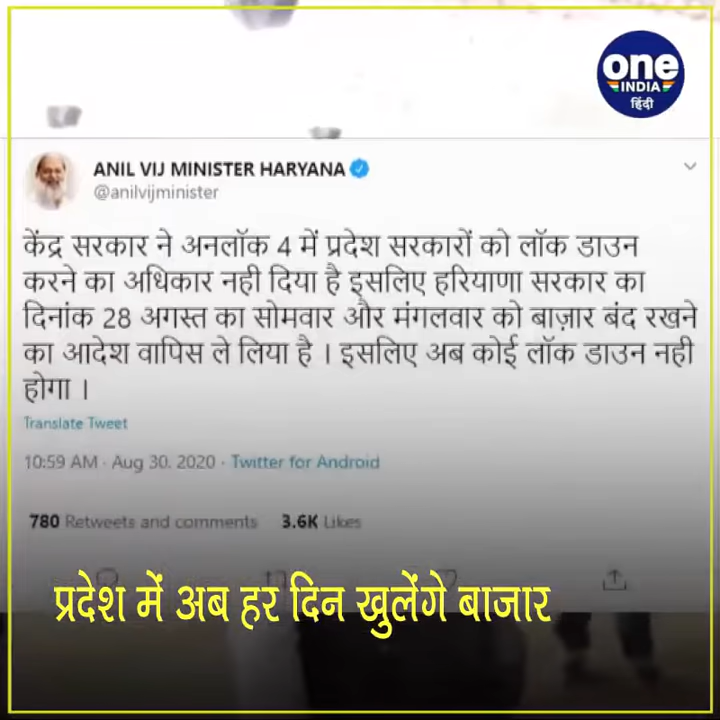 one
INDIA
हिंदी
ANIL VIJ MINISTER HARYANA
@anilvijminister
केंद्र सरकार ने अनलॉक 4 में प्रदेश सरकारों को लॉक डाउन
करने का अधिकार नही दिया है इसलिए हरियाणा सरकार का
दिनांक 28 अगस्त का सोमवार और मंगलवार को बाज़ार बंद रखने
का आदेश वापिस ले लिया है । इसलिए अब कोई लॉक डाउन नही
होगा ।
Translate Tweet
10:59 AM · Aug 30, 2020 · Twitter for Android
780 Retweets and comments 3.6K Likes
प्रदेश में अब हर दिन खुलेंगे बाजार